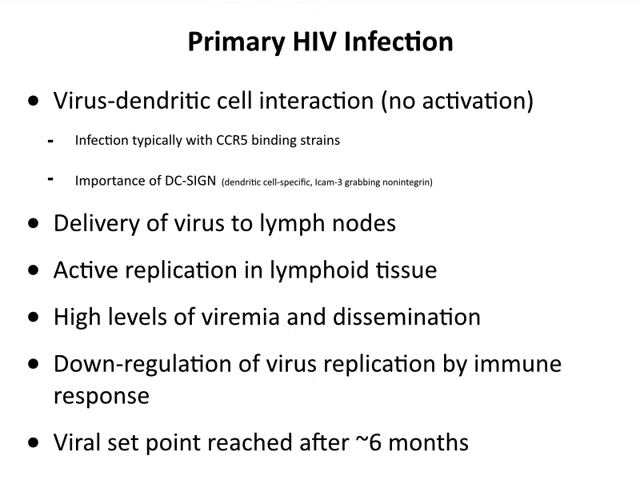 Primary HIV Infection
• Virus-dendritic cell interaction (no activation)
- Infection typically with CCR5 binding strains
- Importance of DC-SIGN (dendritic cell-specific, Icam-3 grabbing nonintegrin)
• Delivery of virus to lymph nodes
• Active replication in lymphoid tissue
• High levels of viremia and dissemination
• Down-regulation of virus replication by immune
response
• Viral set point reached after ~6 months